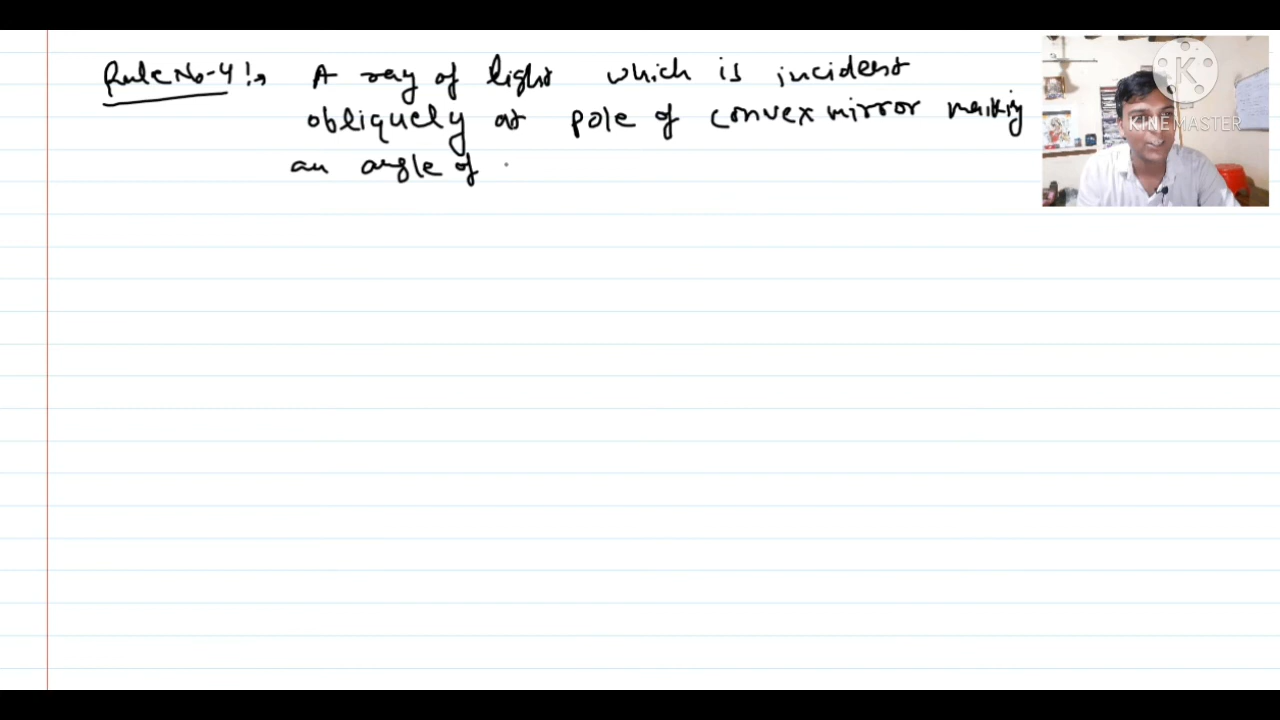 Rule No-4 :→ A ray of light which is incident
obliquely at pole of convex mirror making
an angle of
KINEMASTER